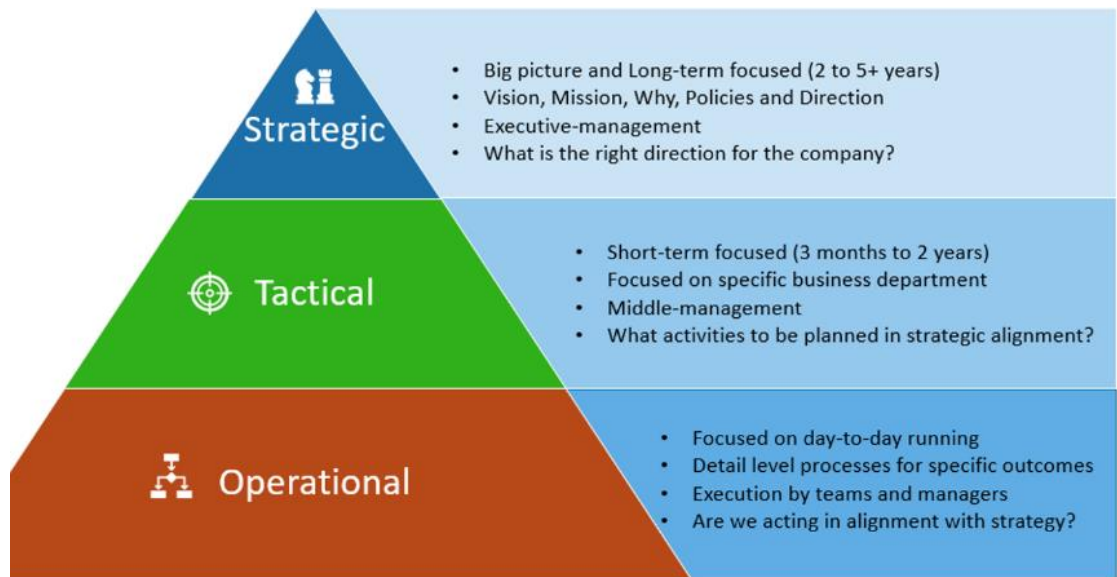 Strategic
• Big picture and Long-term focused (2 to 5+ years)
• Vision, Mission, Why, Policies and Direction
• Executive-management
• What is the right direction for the company?
Tactical
• Short-term focused (3 months to 2 years)
• Focused on specific business department
• Middle-management
• What activities to be planned in strategic alignment?
Operational
• Focused on day-to-day running
• Detail level processes for specific outcomes
• Execution by teams and managers
• Are we acting in alignment with strategy?